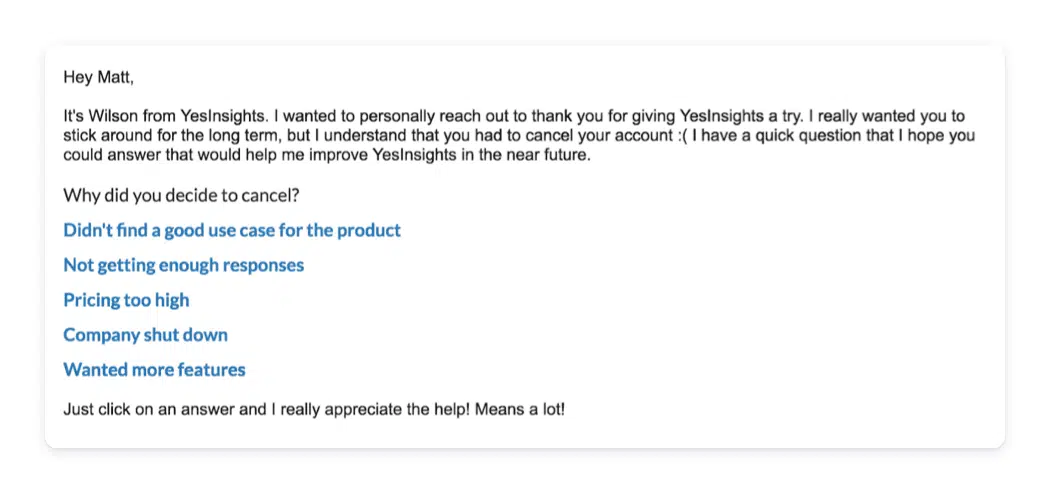 Hey Matt,
It's Wilson from YesInsights. I wanted to personally reach out to thank you for giving YesInsights a try. I really wanted you to
stick around for the long term, but I understand that you had to cancel your account :( I have a quick question that I hope you
could answer that would help me improve YesInsights in the near future.
Why did you decide to cancel?
Didn't find a good use case for the product
Not getting enough responses
Pricing too high
Company shut down
Wanted more features
Just click on an answer and I really appreciate the help! Means a lot!